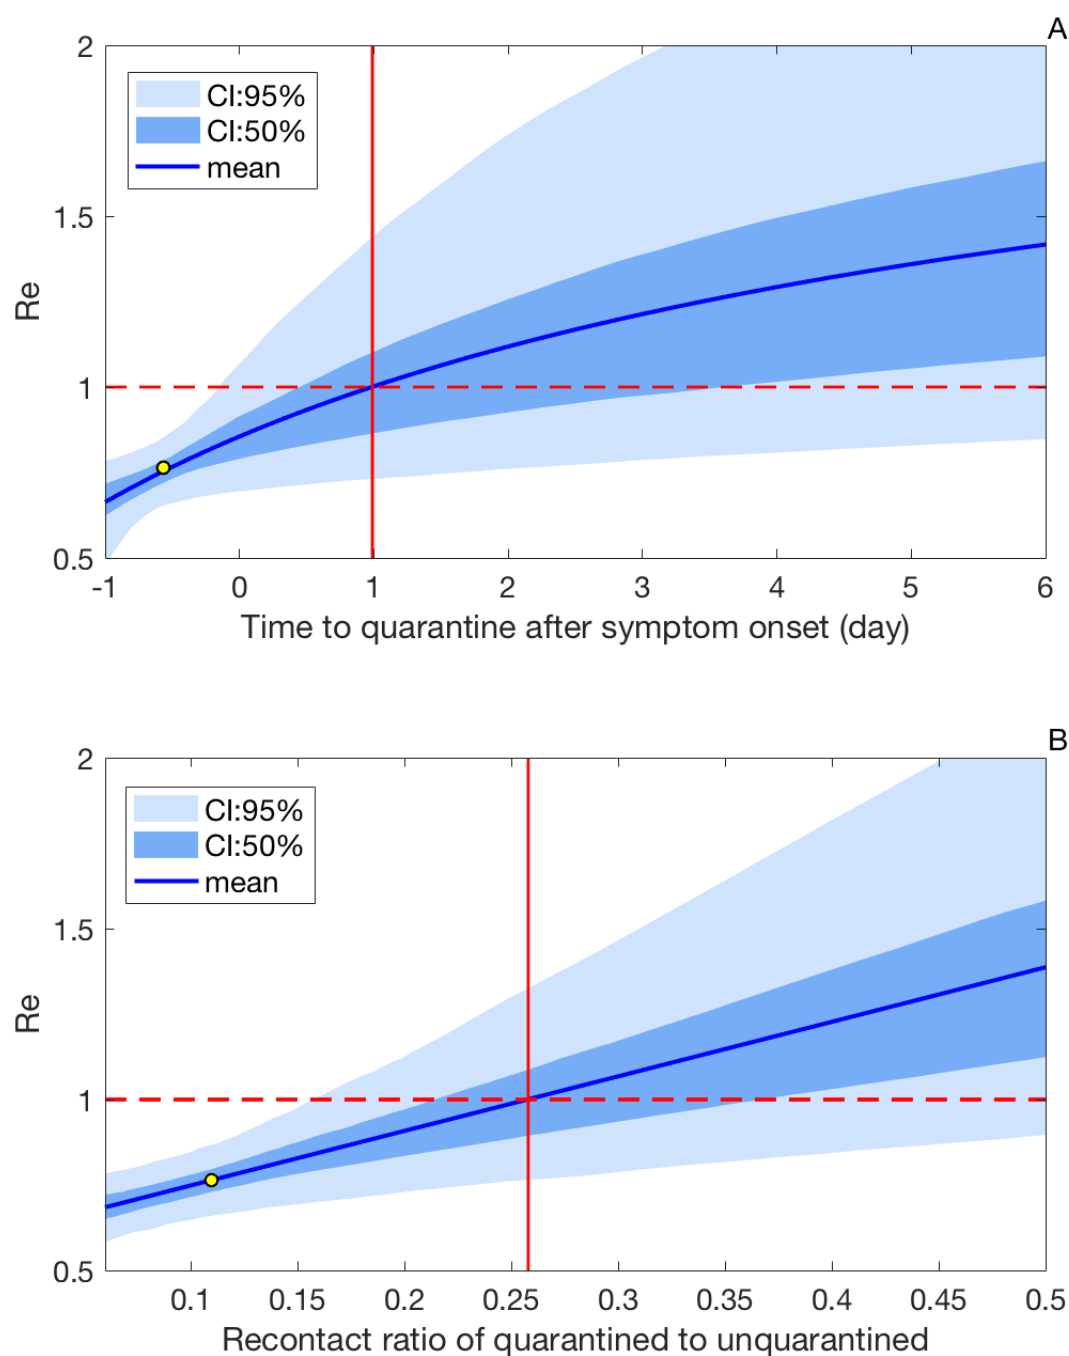 A
2
1.5
1
0.5
Re
CI:95%
CI:50%
mean
-1 0 1 2 3 4 5 6
Time to quarantine after symptom onset (day)
B
2
1.5
1
0.5
Re
CI:95%
CI:50%
mean
0.1 0.15 0.2 0.25 0.3 0.35 0.4 0.45 0.5
Recontact ratio of quarantined to unquarantined